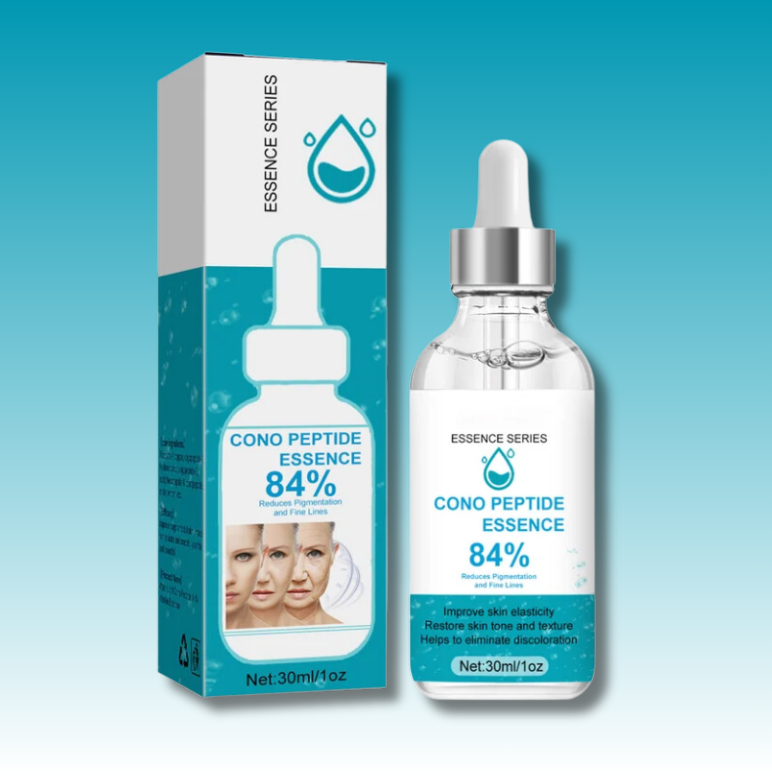 ESSENCE SERIES
CONO PEPTIDE
ESSENCE
84%
Reduces Pigmentation
and Fine Lines
Net:30ml/1oz
ESSENCE SERIES
CONO PEPTIDE
ESSENCE
84%
Reduces Pigmentation
and Fine Lines
Improve skin elasticity
Restore skin tone and texture
Helps to eliminate discoloration
Net:30ml/1oz